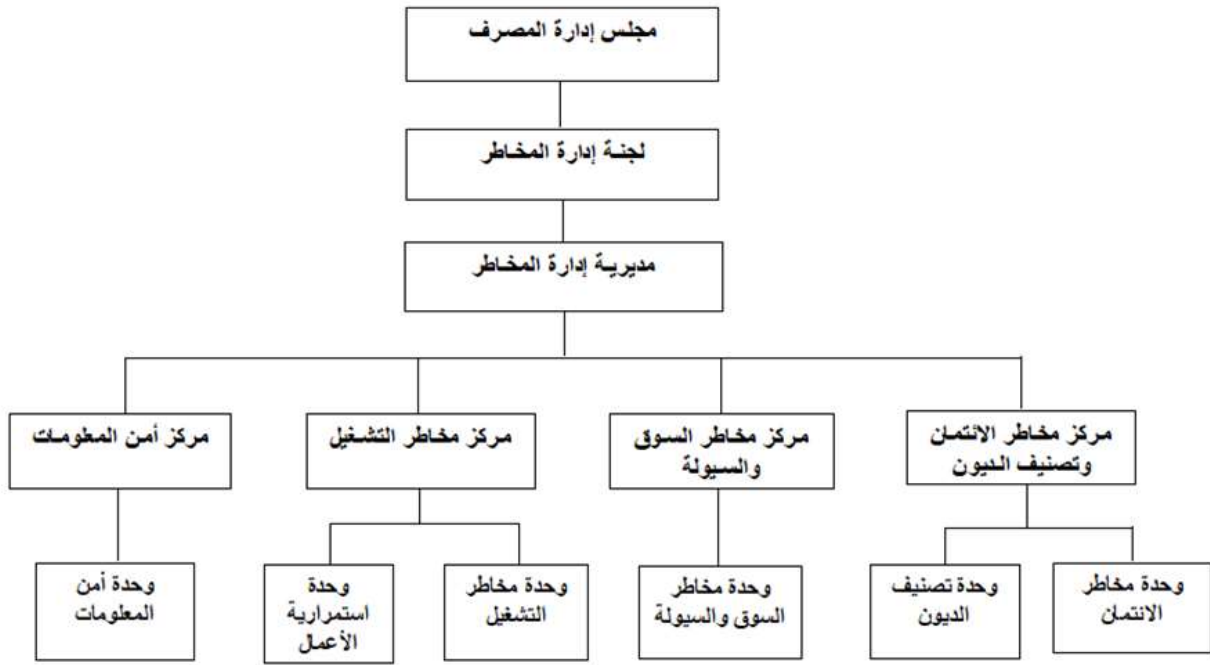 مجلس إدارة المصرف
لجنة إدارة المخاطر
مديرية إدارة المخاطر
مركز مخاطر الائتمان
وتصنيف الديون
مركز مخاطر السوق
والسيولة
مركز مخاطر التشغيل
مركز أمن المعلومات
وحدة مخاطر
الائتمان
وحدة تصنيف
الديون
وحدة مخاطر
السوق والسيولة
وحدة مخاطر
التشغيل
وحدة
استمرارية
الأعمال
وحدة أمن
المعلومات